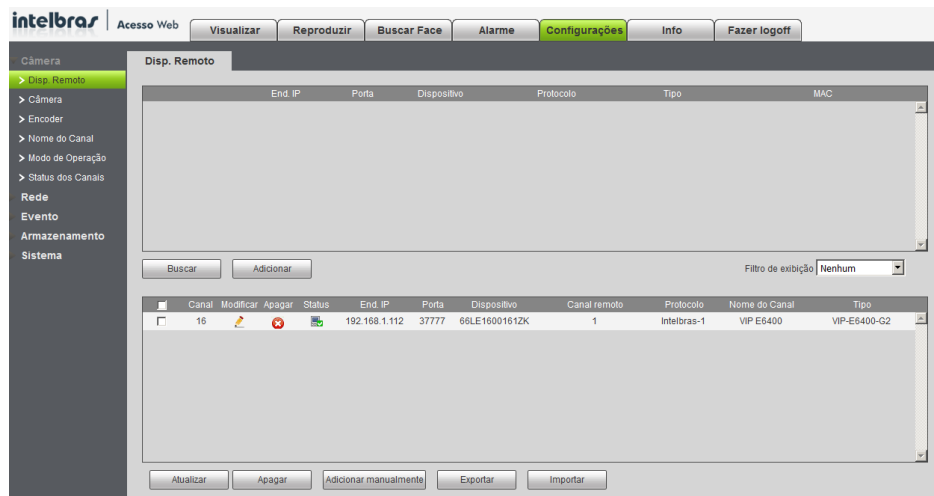 intelbras Acesso Web Visualizar Reproduzir Buscar Face Alarme Configurações Info Fazer logoff
Câmera
Disp. Remoto
Câmera
Encoder
Nome do Canal
Modo de Operação
Status dos Canais
Rede
Evento
Armazenamento
Sistema
Disp. Remoto
End. IP Porta Dispositivo Protocolo Tipo MAC
Buscar Adicionar Filtro de exibição Nenhum
Canal Modificar Apagar Status End. IP Porta Dispositivo Canal remoto Protocolo Nome do Canal Tipo
16 192.168.1.112 37777 66LE1600161ZK 1 Intelbras-1 VIP E6400 VIP-E6400-G2
Atualizar Apagar Adicionar manualmente Exportar Importar